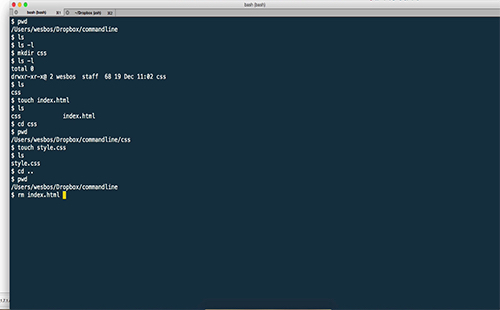 bash (bash)
bash (bash) ⌘1 ~/Dropbox (zsh) ⌘2
$ pwd
/Users/wesbos/Dropbox/commandline
$ ls
$ ls -l
$ mkdir css
$ ls -l
total 0
drwxr-xr-x@ 2 wesbos staff 68 19 Dec 11:02 css
$ ls
css
$ touch index.html
$ ls
css index.html
$ cd css
$ pwd
/Users/wesbos/Dropbox/commandline/css
$ touch style.css
$ ls
style.css
$ cd ..
$ pwd
/Users/wesbos/Dropbox/commandline
$ rm index.html